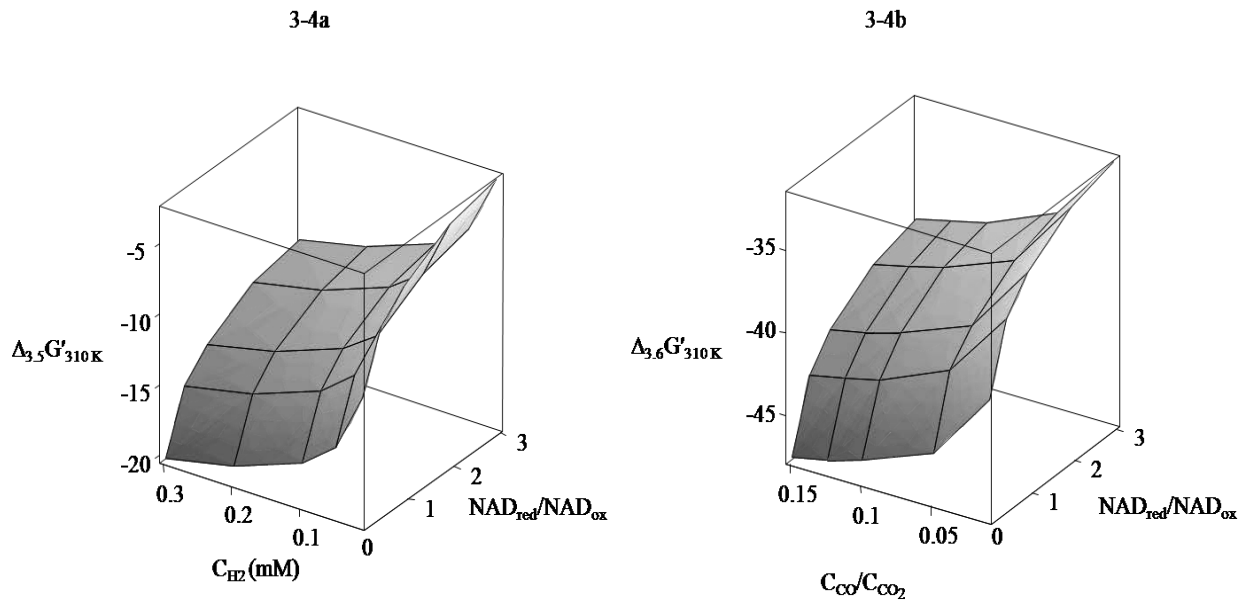 3-4a
-5
-10
Δ3.5G′310 K
-15
-20
0.3
0.2
0.1
0
1
2
3
NADred/NADox
CH2 (mM)
3-4b
-35
-40
Δ3.6G′310 K
-45
0.15
0.1
0.05
0
1
2
3
NADred/NADox
CCO/CCO2